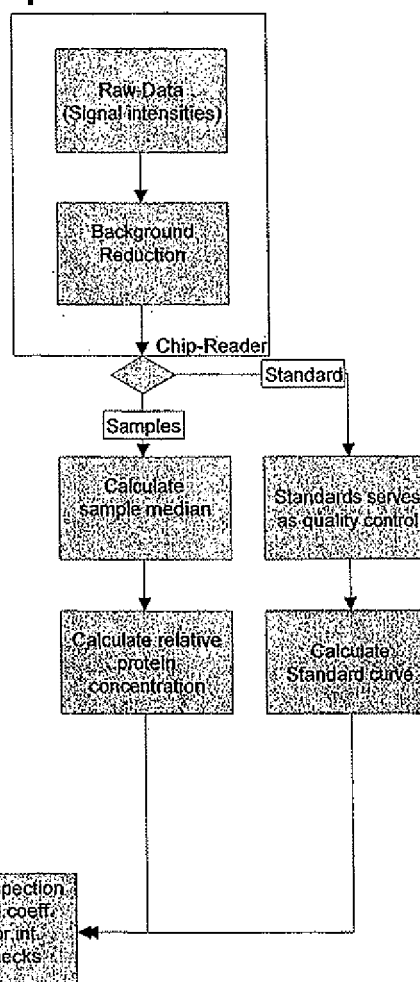 Raw-Data
(Signal intensities)
Background
Reduction
Chip-Reader
Standard
Samples
Calculate
sample median
Standards serves
as quality control
Calculate relative
protein
concentration
Calculate
Standard curve
pection
coeff.
or int.
ecks